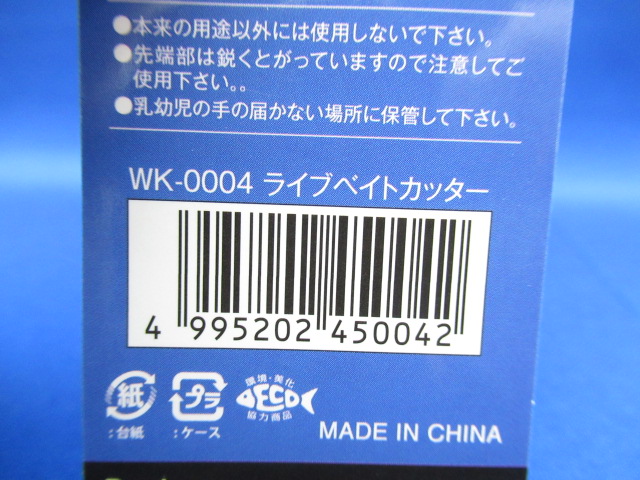 ●本来の用途以外には使用しないで下さい。
●先端部は鋭くとがっていますので注意してご
使用下さい。。
●乳幼児の手の届かない場所に保管して下さい。
WK-0004 ライブベイトカッター
4 995202 450042
紙
:台紙
プラ
:ケース
環境・美化
ECO
協力商品
MADE IN CHINA